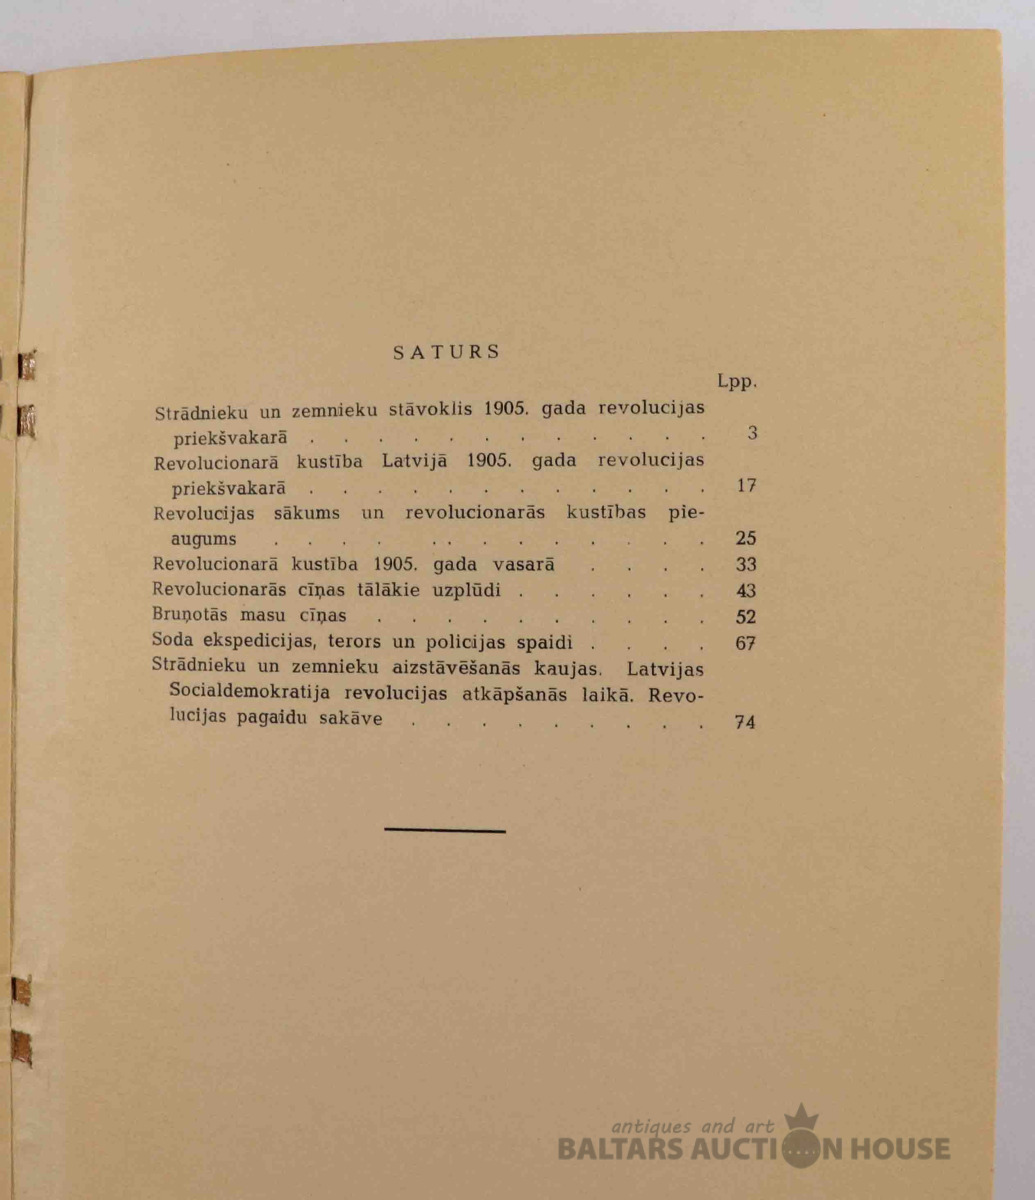 SATURS
Lpp.
Strādnieku un zemnieku stāvoklis 1905. gada revolucijas
priekšvakarā . . . . . . . . . . . . 3
Revolucionarā kustība Latvijā 1905. gada revolucijas
priekšvakarā . . . . . . . . . . . . 17
Revolucijas sākums un revolucionarās kustības pie-
augums . . . . . . . . . . . . . 25
Revolucionarā kustība 1905. gada vasarā . . . . 33
Revolucionarās cīņas tālākie uzplūdi . . . . . . 43
Bruņotās masu cīņas . . . . . . . . . . 52
Soda ekspedicijas, terors un policijas spaidi . . . . 67
Strādnieku un zemnieku aizstāvēšanās kaujas. Latvijas
Socialdemokratija revolucijas atkāpšanās laikā. Revo-
lucijas pagaidu sakāve . . . . . . . . . 74
antiques and art
BALTARS AUCTION HOUSE